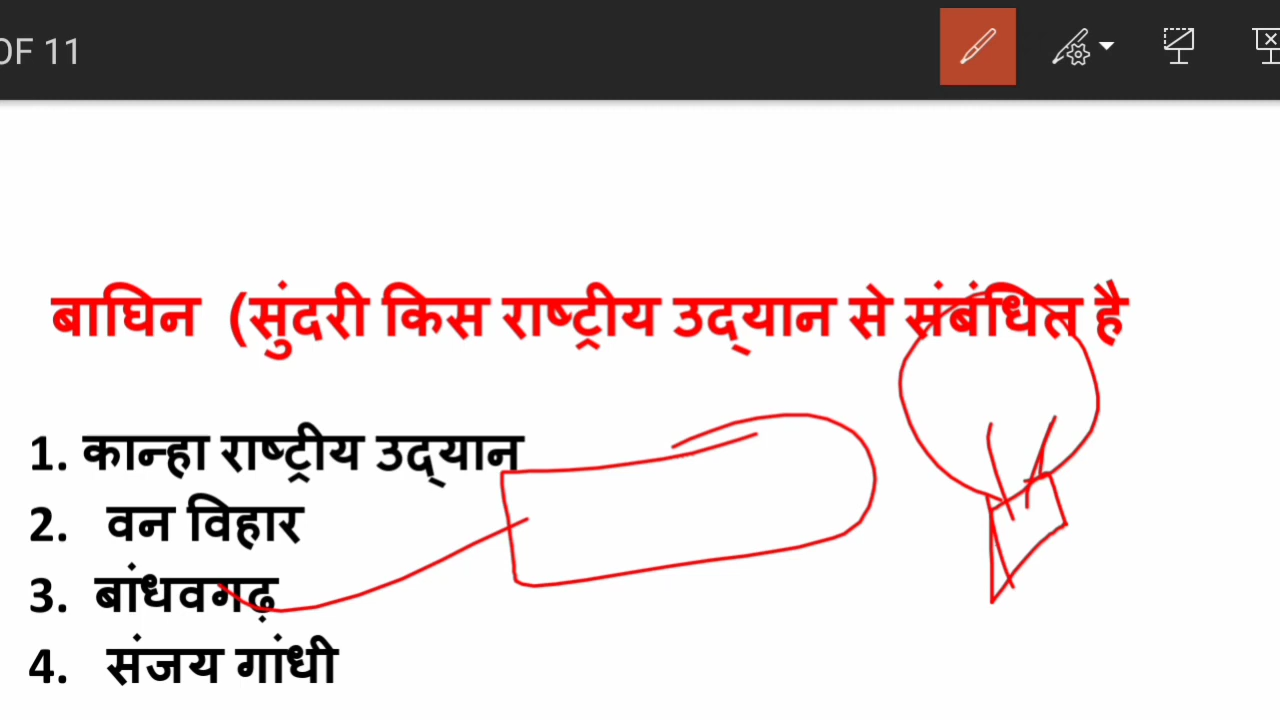 OF 11
बाघिन (सुंदरी किस राष्ट्रीय उद्यान से संबंधित है
1. कान्हा राष्ट्रीय उद्यान
2. वन विहार
3. बांधवगढ़
4. संजय गांधी